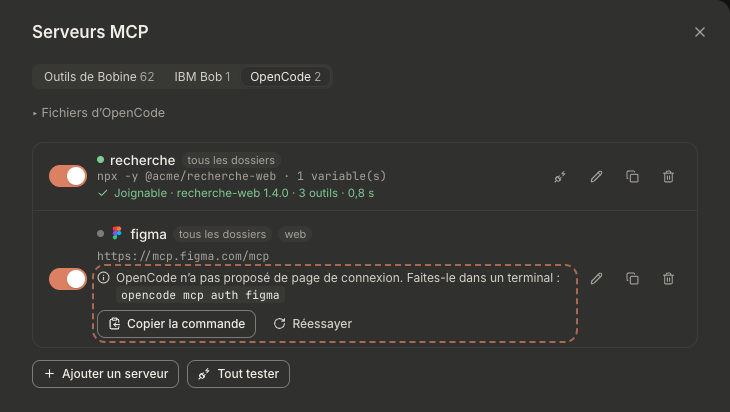 Serveurs MCP
Outils de Bobine 62 IBM Bob 1 OpenCode 2
Fichiers d’OpenCode
recherche tous les dossiers
npx -y @acme/recherche-web · 1 variable(s)
Joignable · recherche-web 1.4.0 · 3 outils · 0,8 s
figma tous les dossiers web
https://mcp.figma.com/mcp
OpenCode n’a pas proposé de page de connexion. Faites-le dans un terminal :
opencode mcp auth figma
Copier la commande Réessayer
Ajouter un serveur Tout tester